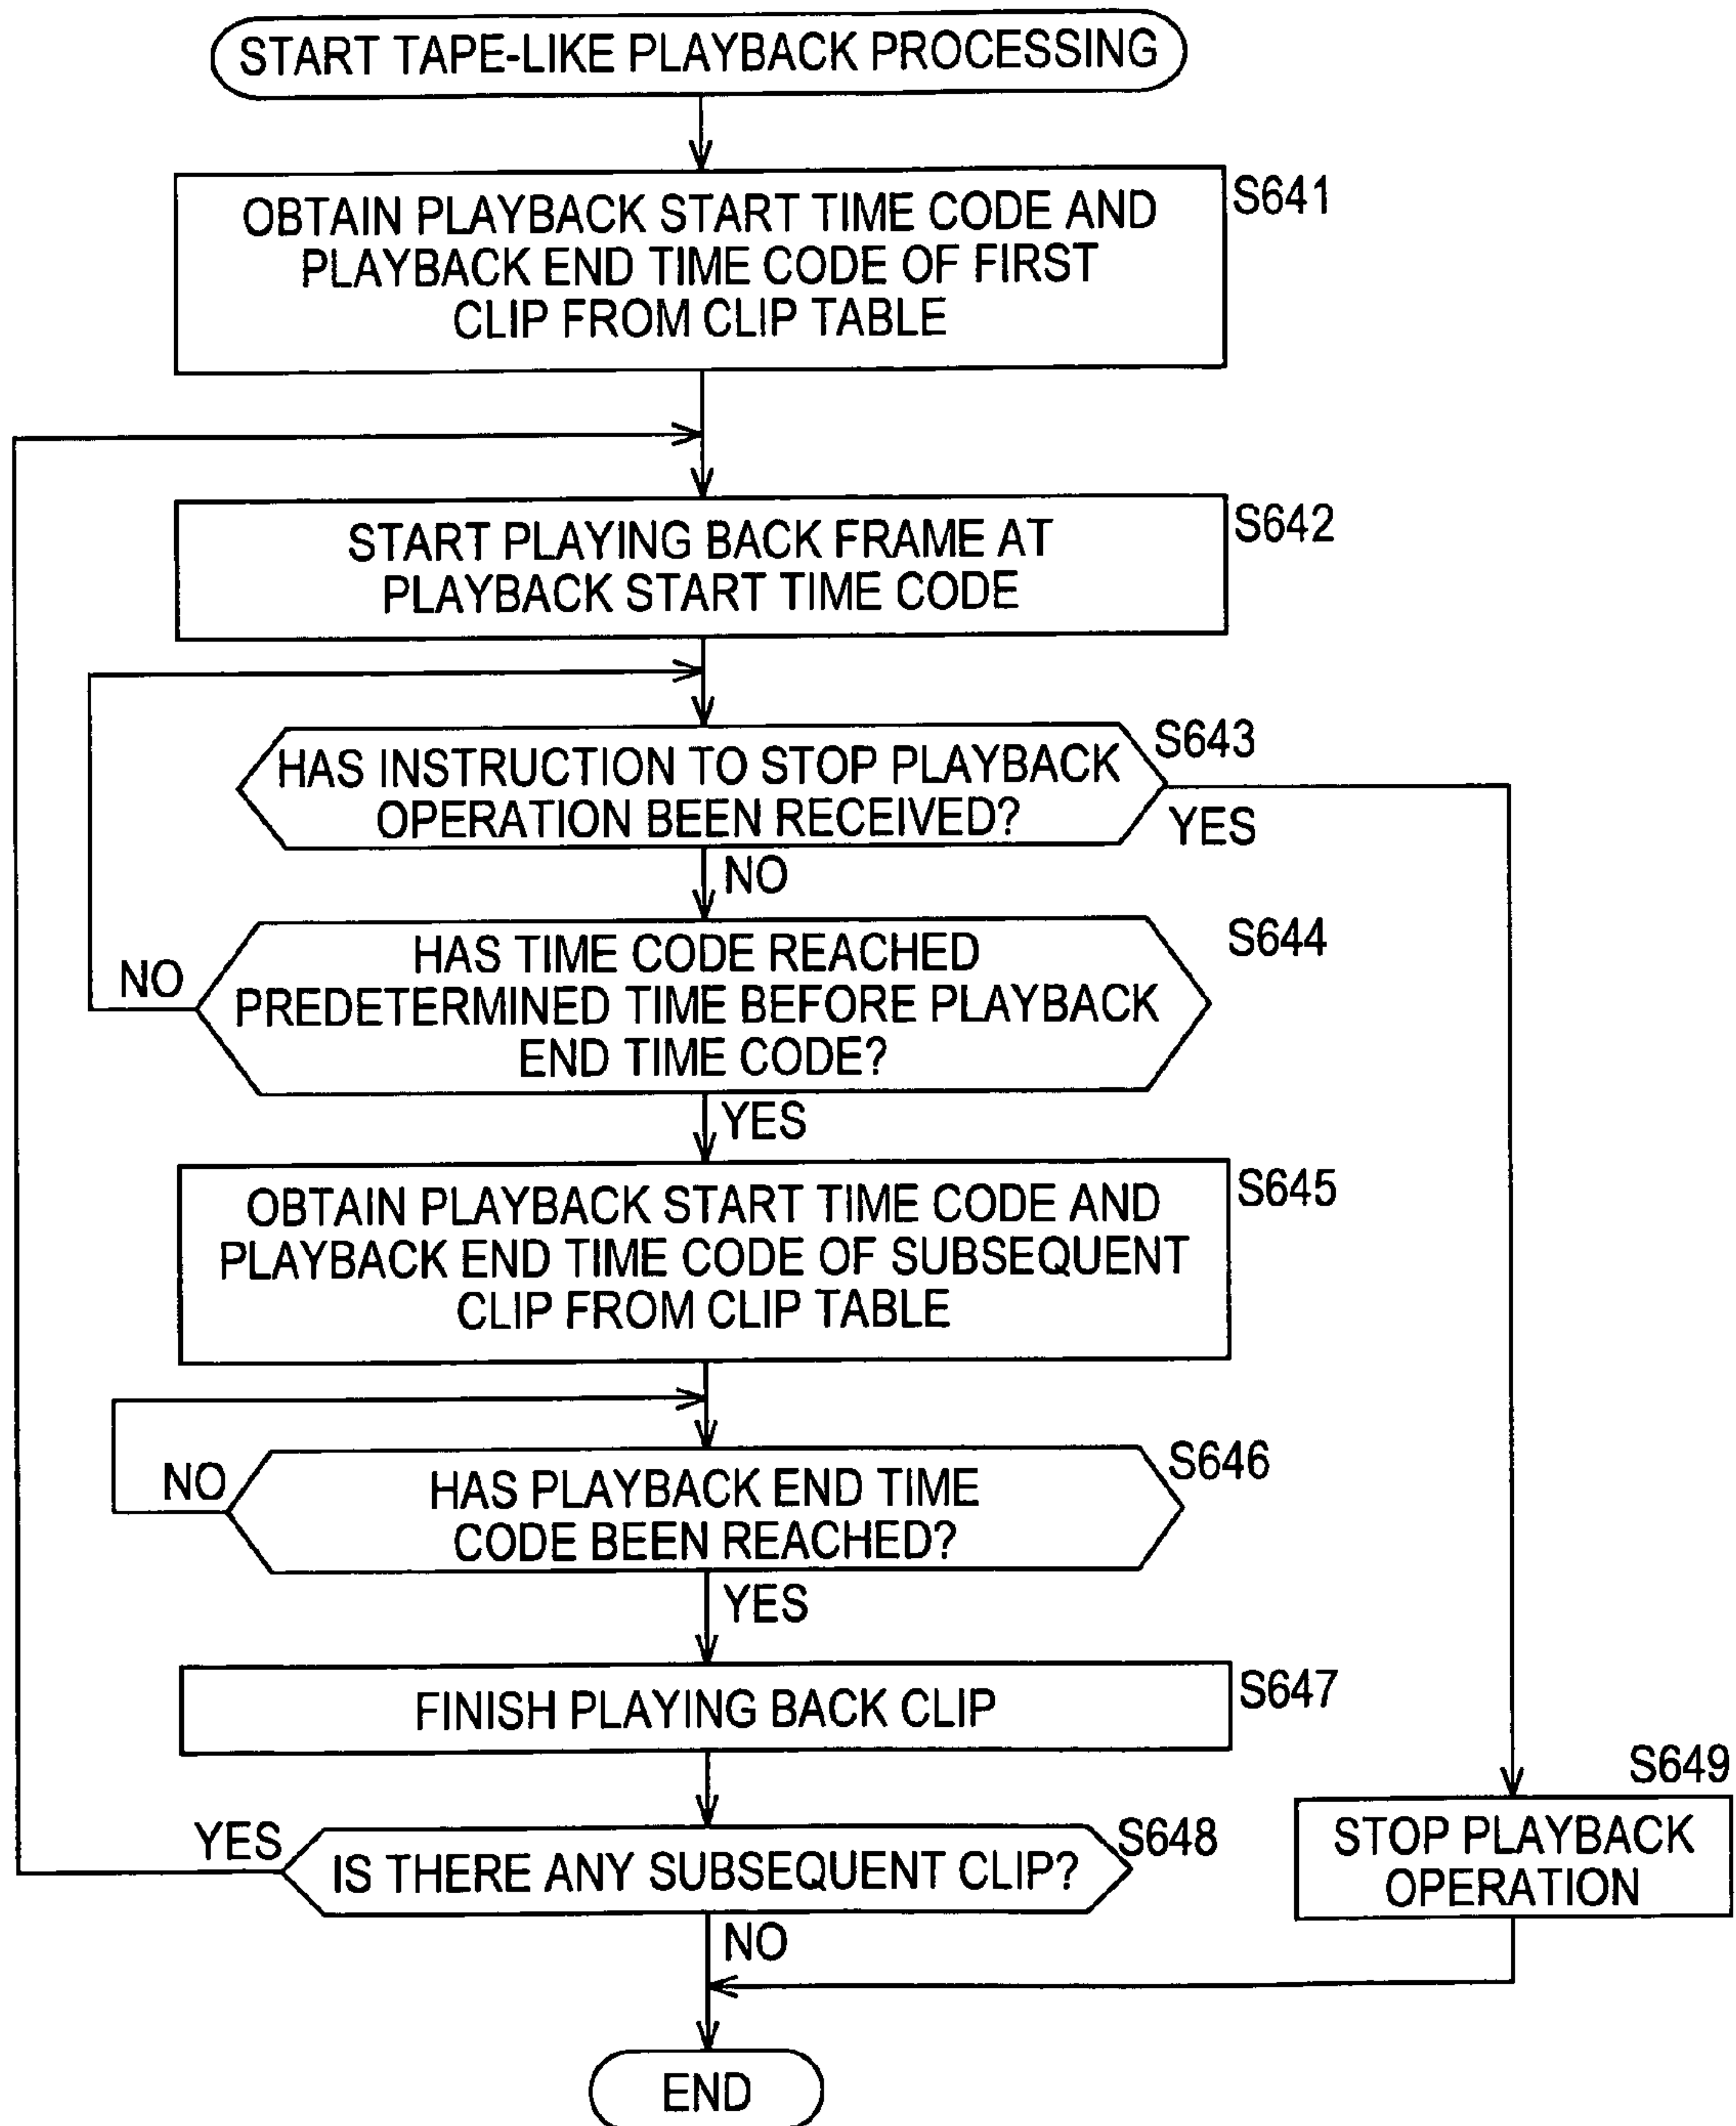 START TAPE-LIKE PLAYBACK PROCESSING
OBTAIN PLAYBACK START TIME CODE AND
PLAYBACK END TIME CODE OF FIRST
CLIP FROM CLIP TABLE
S641
START PLAYING BACK FRAME AT
PLAYBACK START TIME CODE
S642
HAS INSTRUCTION TO STOP PLAYBACK
OPERATION BEEN RECEIVED?
S643
YES
NO
HAS TIME CODE REACHED
PREDETERMINED TIME BEFORE PLAYBACK
END TIME CODE?
S644
NO
YES
OBTAIN PLAYBACK START TIME CODE AND
PLAYBACK END TIME CODE OF SUBSEQUENT
CLIP FROM CLIP TABLE
S645
HAS PLAYBACK END TIME
CODE BEEN REACHED?
S646
NO
YES
FINISH PLAYING BACK CLIP
S647
IS THERE ANY SUBSEQUENT CLIP?
S648
YES
NO
S649
STOP PLAYBACK
OPERATION
END